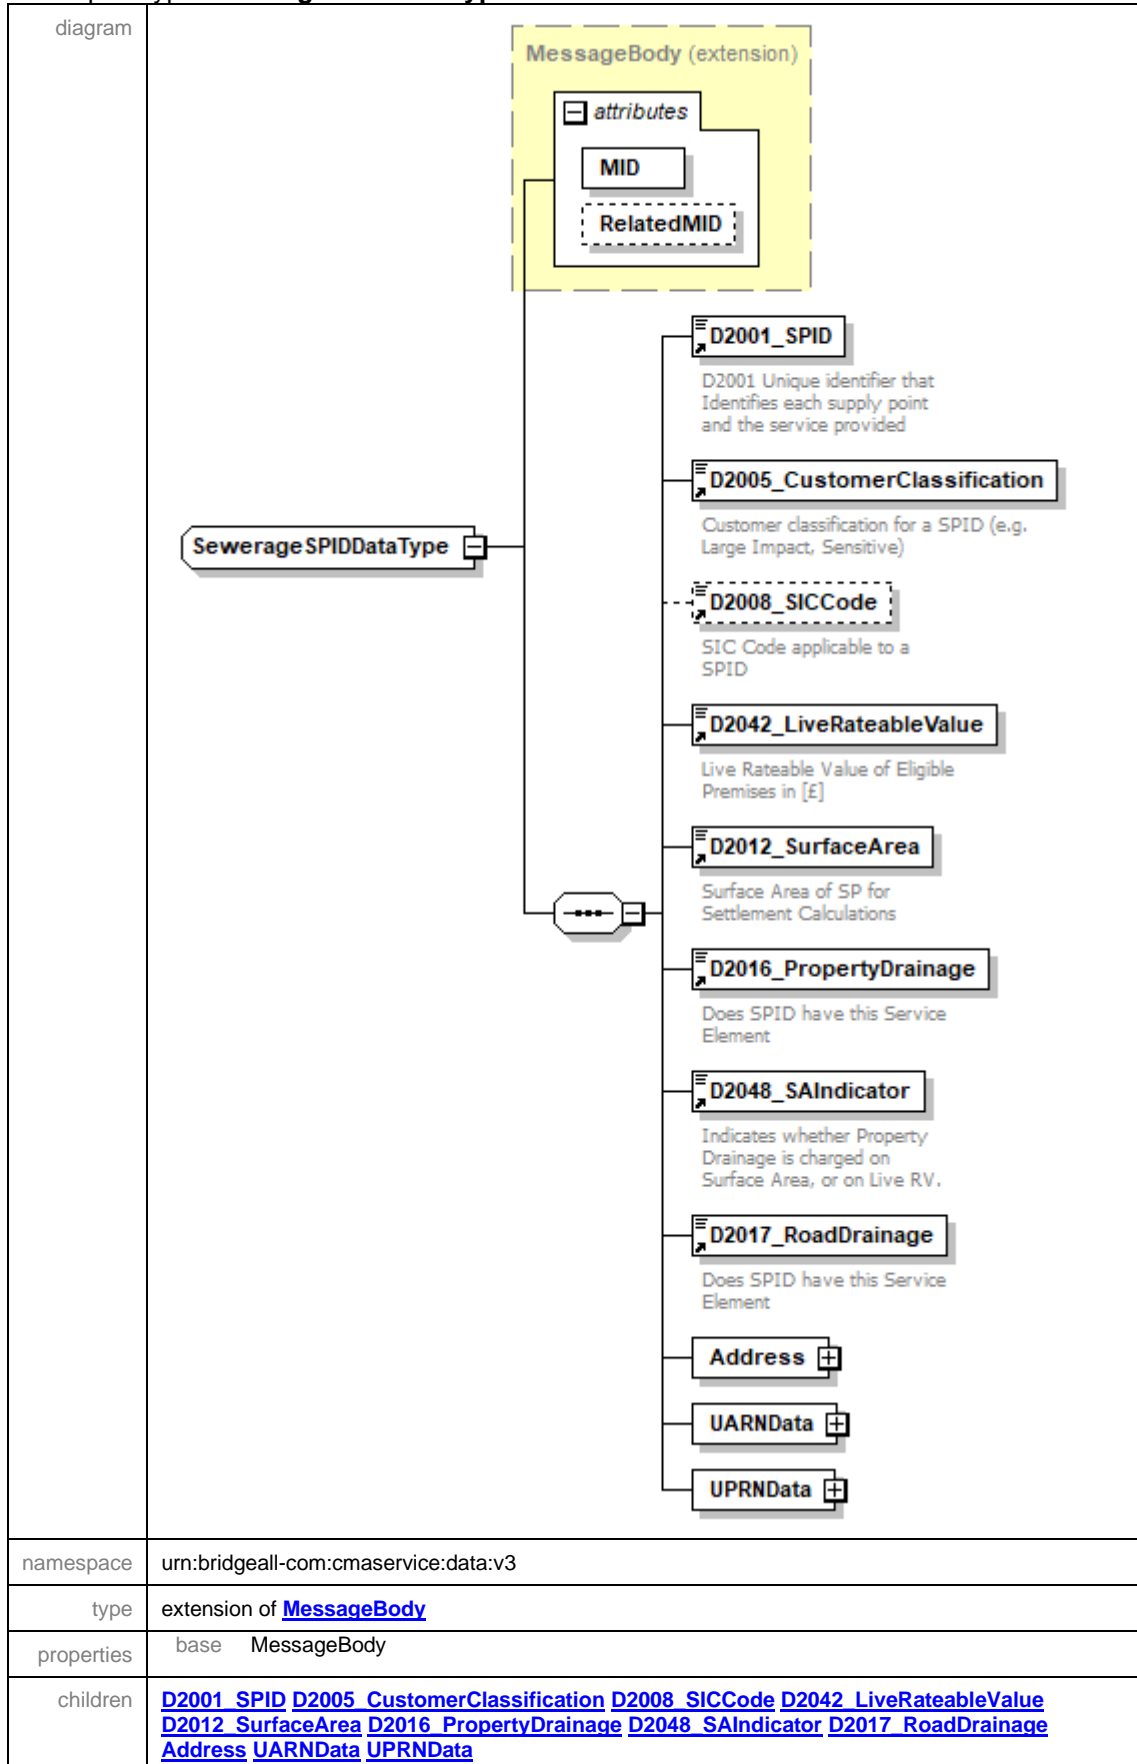 diagram
MessageBody (extension)
attributes
MID
RelatedMID
D2001_SPID
D2001 Unique identifier that
Identifies each supply point
and the service provided
D2005_CustomerClassification
Customer classification for a SPID (e.g.
Large Impact, Sensitive)
SewerageSPIDDataType
D2008_SICCode
SIC Code applicable to a
SPID
D2042_LiveRateableValue
Live Rateable Value of Eligible
Premises in [£]
D2012_SurfaceArea
Surface Area of SP for
Settlement Calculations
D2016_PropertyDrainage
Does SPID have this Service
Element
D2048_SAIndicator
Indicates whether Property
Drainage is charged on
Surface Area, or on Live RV.
D2017_RoadDrainage
Does SPID have this Service
Element
Address
UARNData
UPRNData
namespace urn:bridgeall-com:cmaservice:data:v3
type extension of MessageBody
properties base MessageBody
children D2001_SPID D2005_CustomerClassification D2008_SICCode D2042_LiveRateableValue
D2012_SurfaceArea D2016_PropertyDrainage D2048_SAIndicator D2017_RoadDrainage
Address UARNData UPRNData